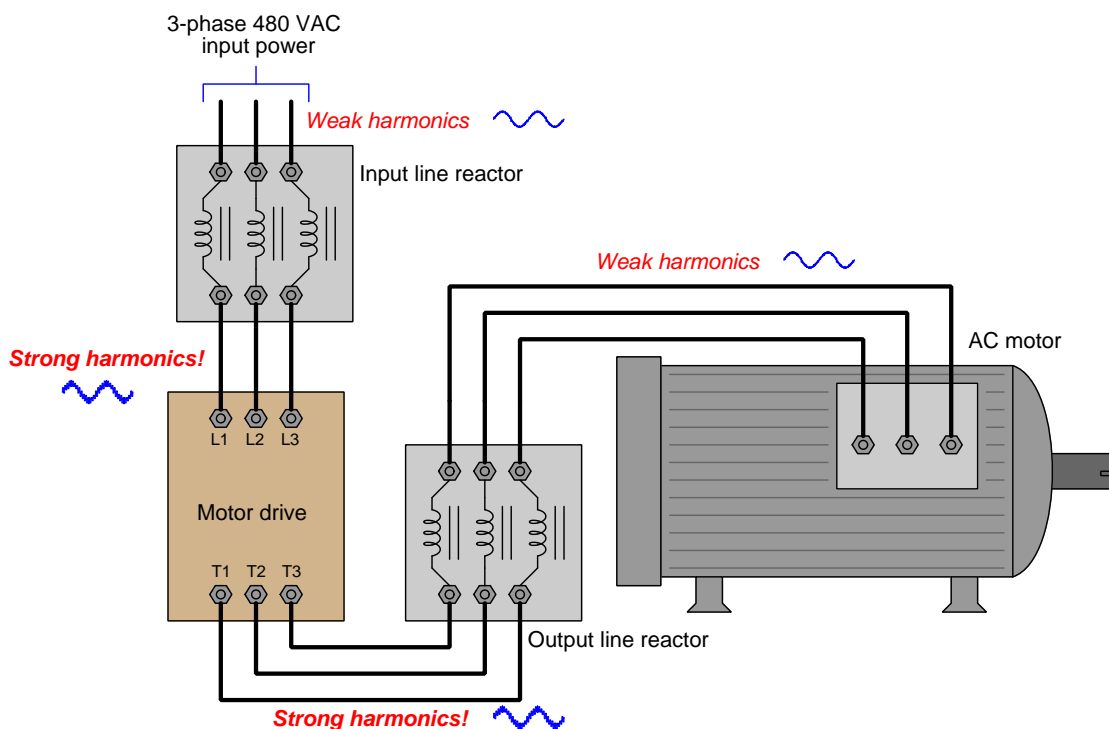 3-phase 480 VAC
input power
Weak harmonics
Input line reactor
Weak harmonics
Strong harmonics!
AC motor
L1 L2 L3
Motor drive
T1 T2 T3
Output line reactor
Strong harmonics!